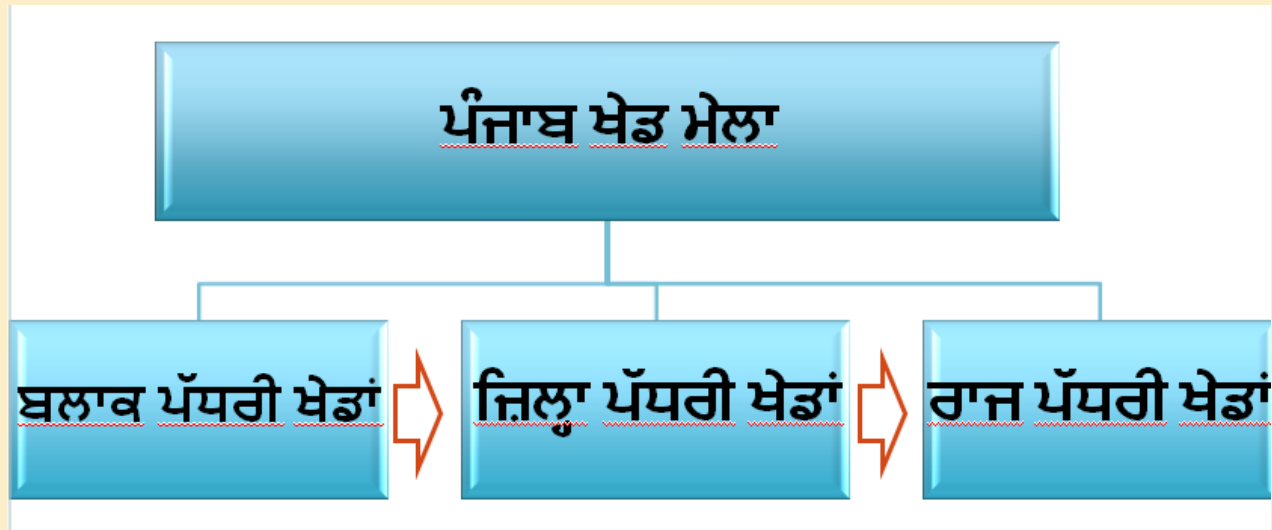 ਪੰਜਾਬ ਖੇਡ ਮੇਲਾ
ਬਲਾਕ ਪੱਧਰੀ ਖੇਡਾਂ
ਜ਼ਿਲ੍ਹਾ ਪੱਧਰੀ ਖੇਡਾਂ
ਰਾਜ ਪੱਧਰੀ ਖੇਡਾਂ